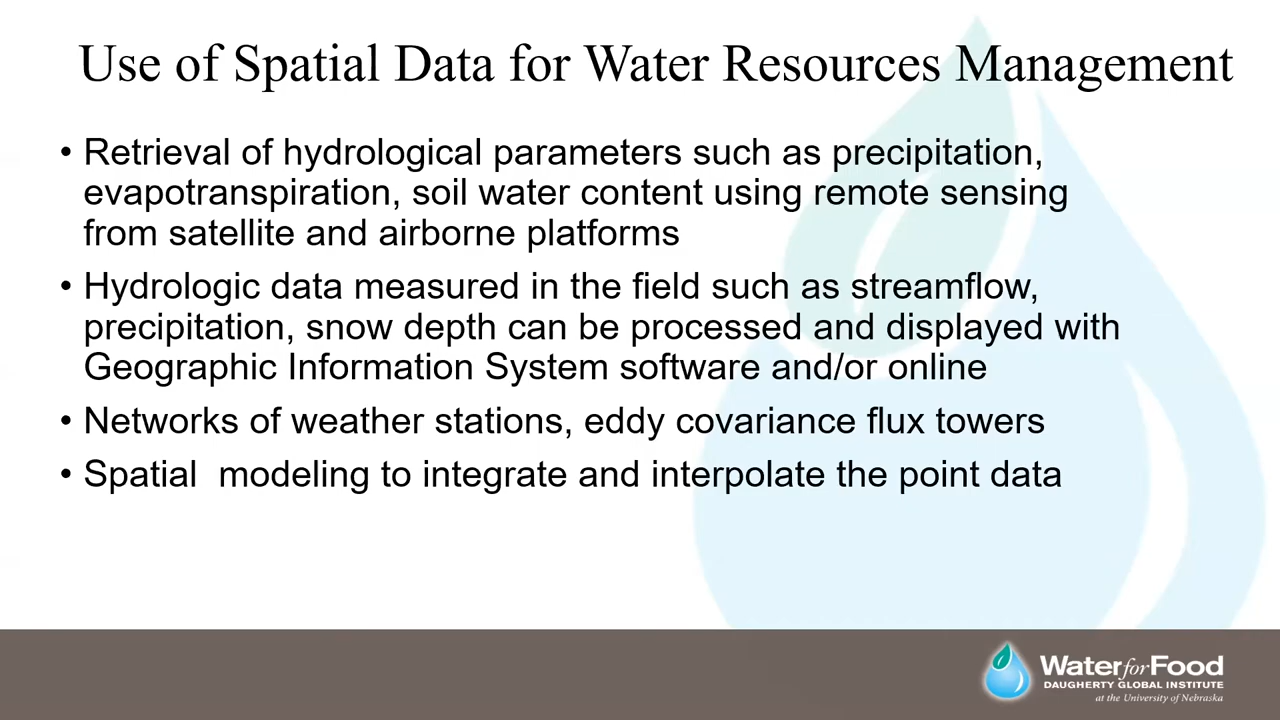 Use of Spatial Data for Water Resources Management
• Retrieval of hydrological parameters such as precipitation,
evapotranspiration, soil water content using remote sensing
from satellite and airborne platforms
• Hydrologic data measured in the field such as streamflow,
precipitation, snow depth can be processed and displayed with
Geographic Information System software and/or online
• Networks of weather stations, eddy covariance flux towers
• Spatial  modeling to integrate and interpolate the point data
Water for Food
DAUGHERTY GLOBAL INSTITUTE
at the University of Nebraska